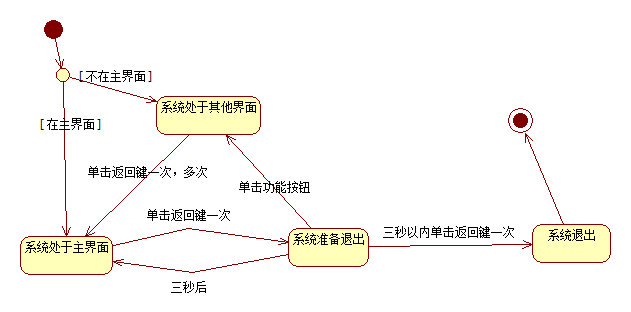 [不在主界面]
系统处于其他界面
[在主界面]
单击返回键一次，多次
单击功能按钮
单击返回键一次
三秒以内单击返回键一次
系统退出
系统处于主界面
系统准备退出
三秒后